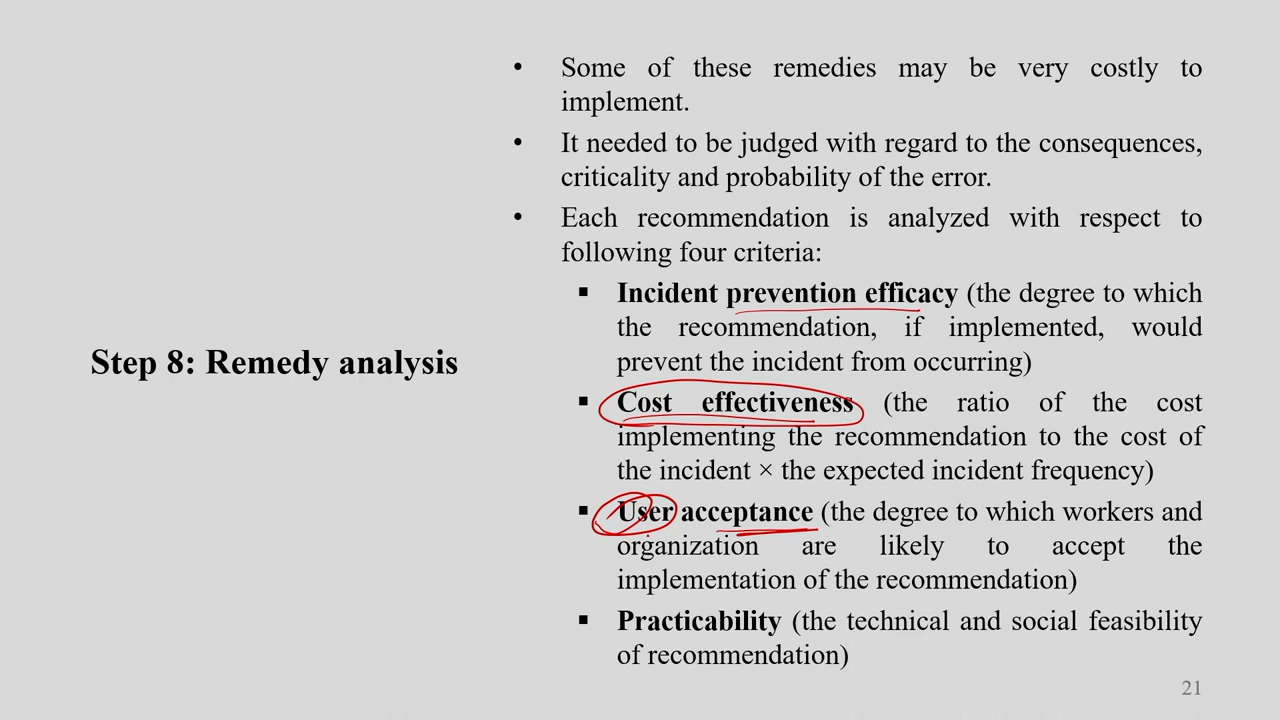 Step 8: Remedy analysis
• Some of these remedies may be very costly to
implement.
• It needed to be judged with regard to the consequences,
criticality and probability of the error.
• Each recommendation is analyzed with respect to
following four criteria:
▪ Incident prevention efficacy (the degree to which
the recommendation, if implemented, would
prevent the incident from occurring)
▪ Cost effectiveness (the ratio of the cost
implementing the recommendation to the cost of
the incident × the expected incident frequency)
▪ User acceptance (the degree to which workers and
organization are likely to accept the
implementation of the recommendation)
▪ Practicability (the technical and social feasibility
of recommendation)
21